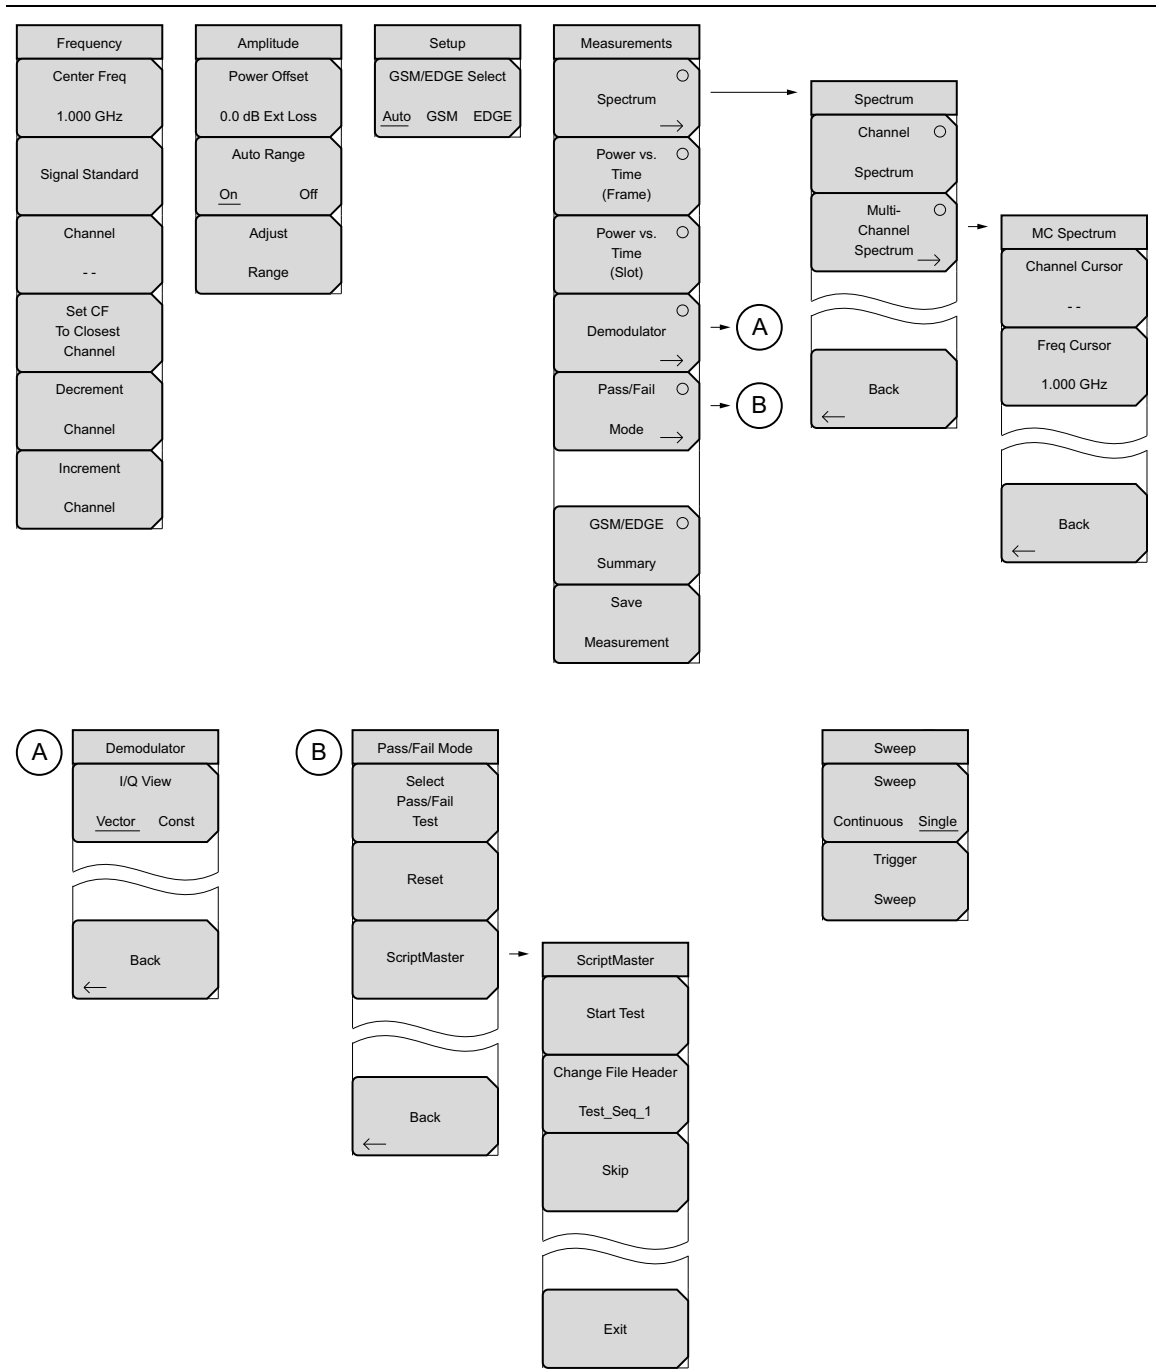 Frequency
Center Freq
1.000 GHz
Signal Standard
Channel
- -
Set CF
To Closest
Channel
Decrement
Channel
Increment
Channel
Amplitude
Power Offset
0.0 dB Ext Loss
Auto Range
On Off
Adjust
Range
Setup
GSM/EDGE Select
Auto GSM EDGE
Measurements
Spectrum
Power vs.
Time
(Frame)
Power vs.
Time
(Slot)
Demodulator
A
Pass/Fail
Mode
B
GSM/EDGE
Summary
Save
Measurement
Spectrum
Channel
Spectrum
Multi-
Channel
Spectrum
Back
MC Spectrum
Channel Cursor
- -
Freq Cursor
1.000 GHz
Back
A
Demodulator
I/Q View
Vector Const
Back
B
Pass/Fail Mode
Select
Pass/Fail
Test
Reset
ScriptMaster
Back
ScriptMaster
Start Test
Change File Header
Test_Seq_1
Skip
Exit
Sweep
Sweep
Continuous Single
Trigger
Sweep